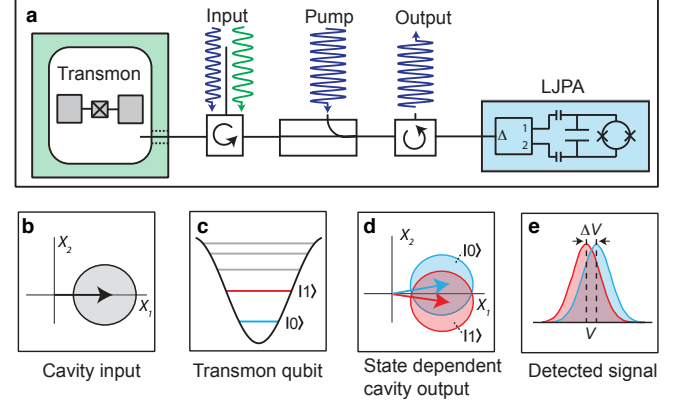 a
Input
Pump
Output
Transmon
LJPA
Δ
1
2
b
X₂
X₁
Cavity input
c
|1⟩
|0⟩
Transmon qubit
d
X₂
|0⟩
X₁
|1⟩
State dependent
cavity output
e
ΔV
V
Detected signal